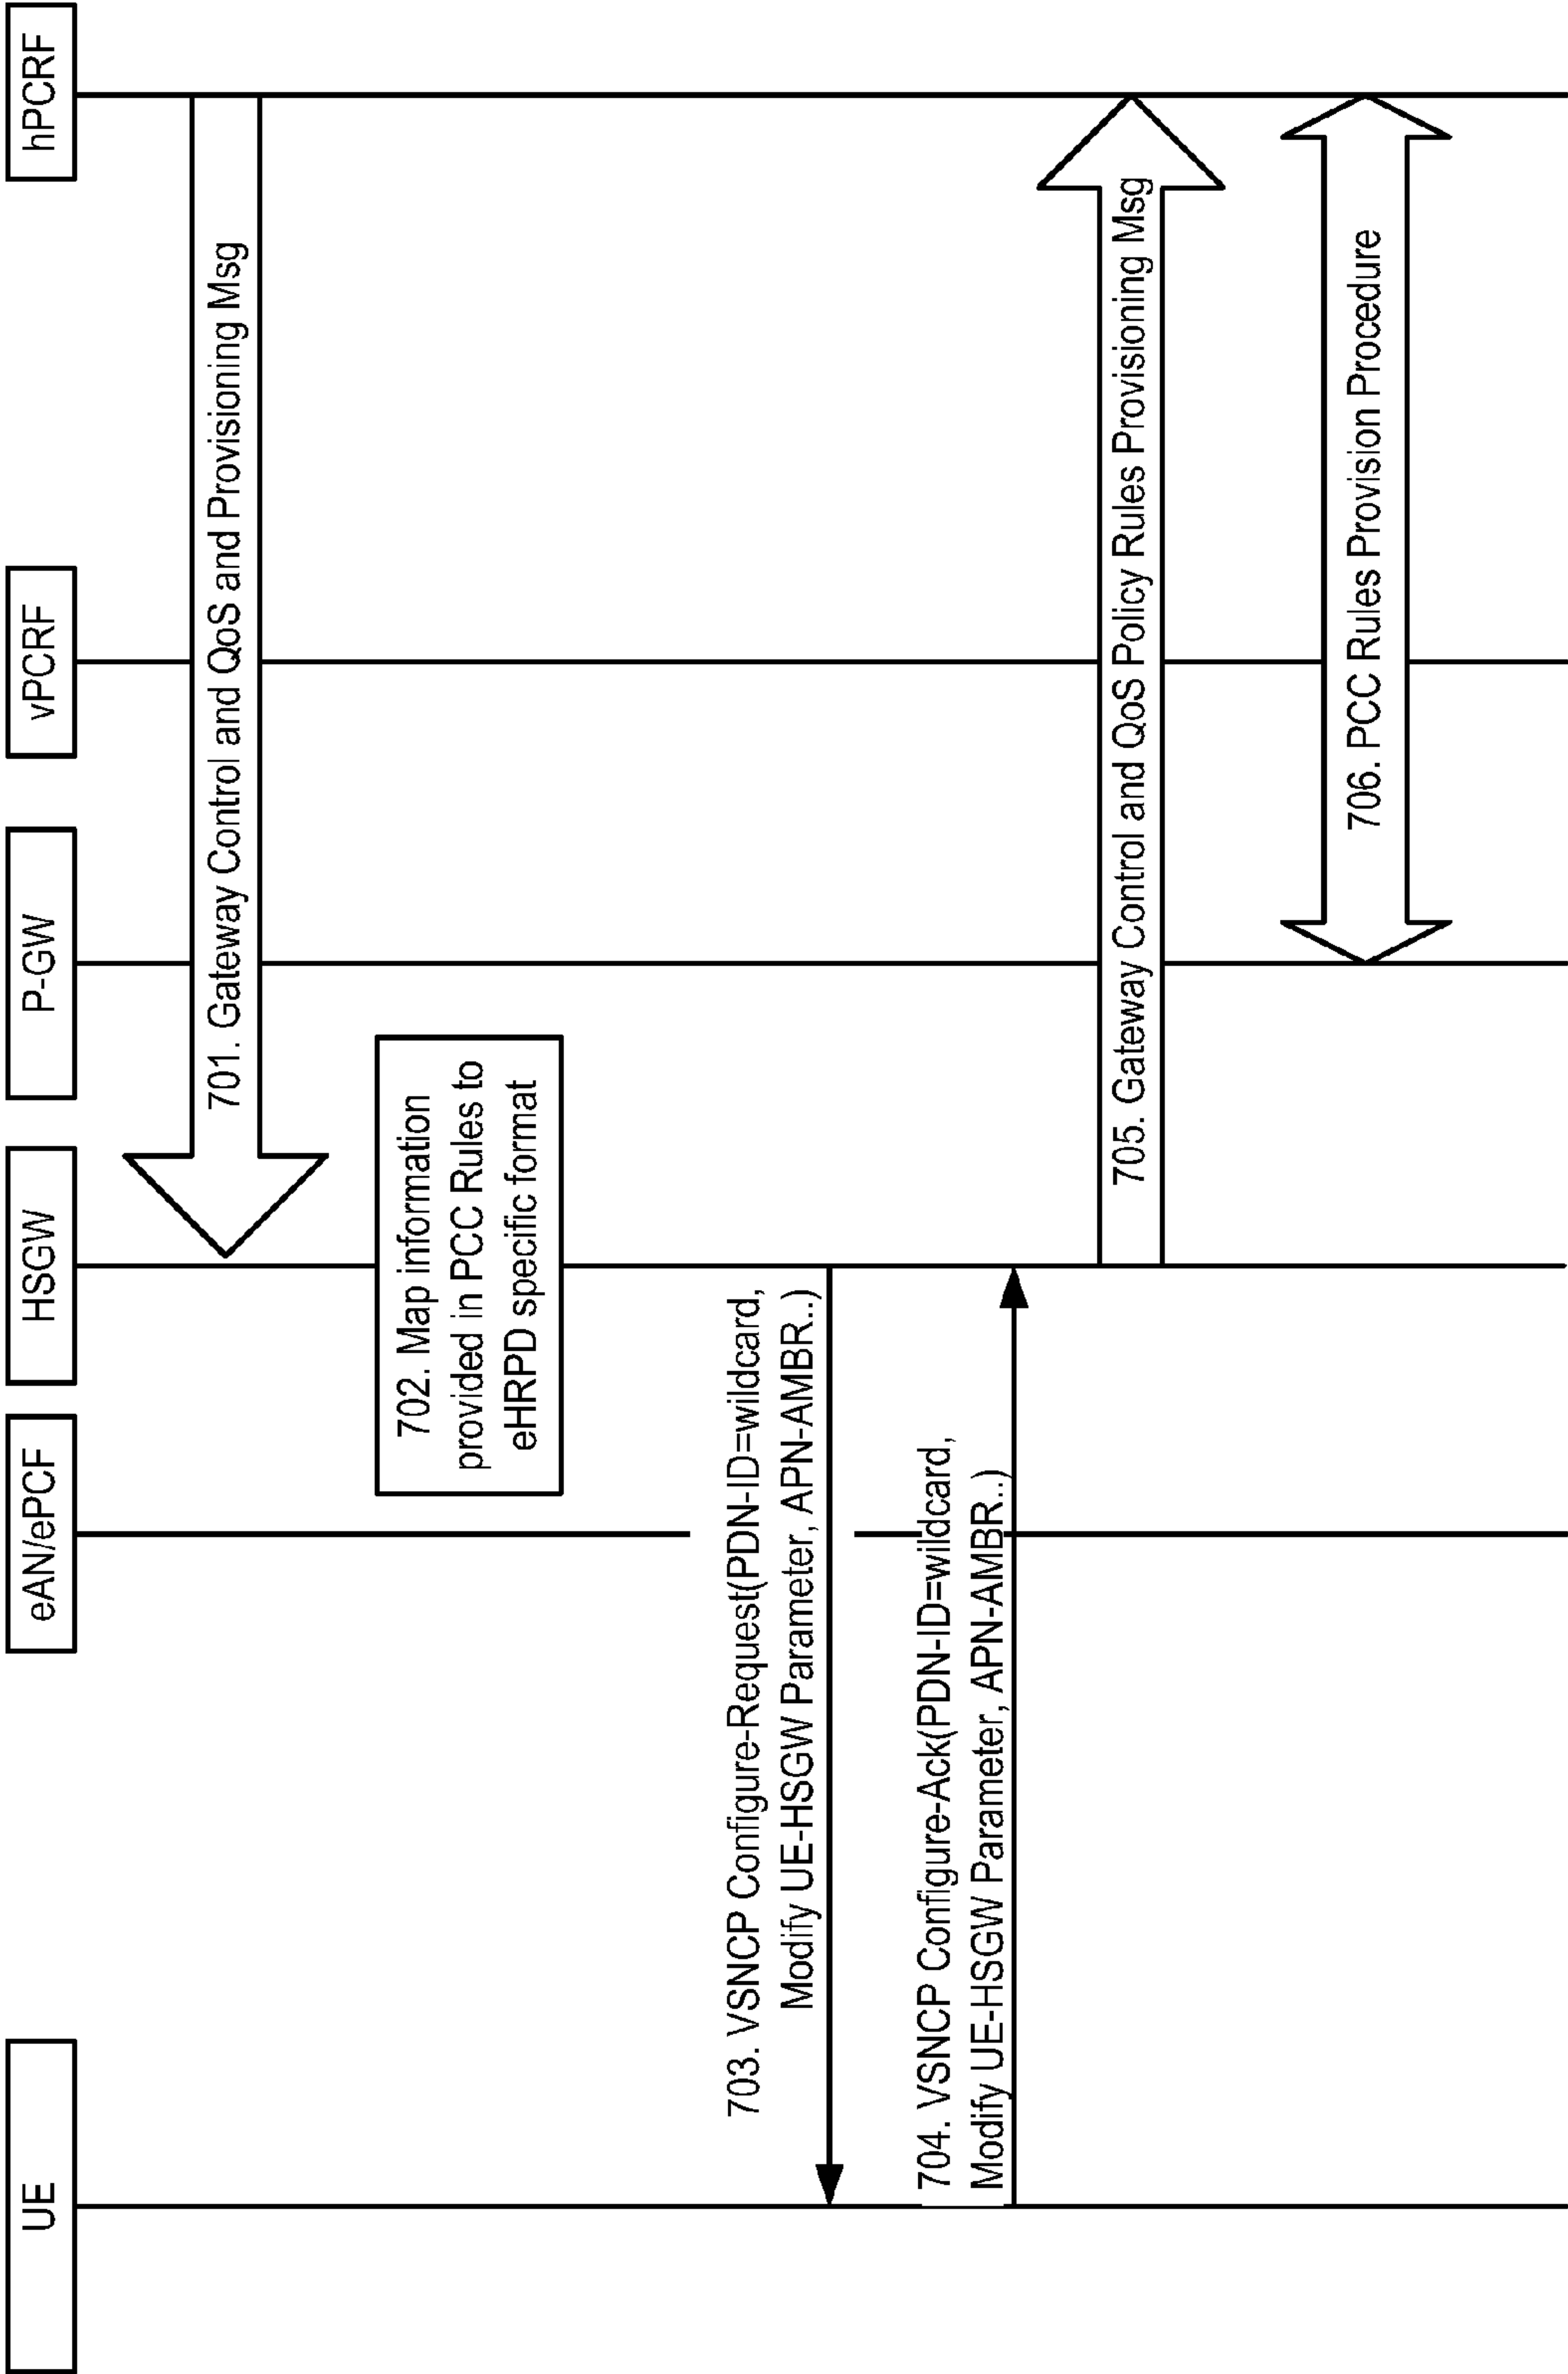 UE
eAN/ePCF
HSGW
P-GW
vPCRF
hPCRF
701. Gateway Control and QoS and Provisioning Msg
702. Map information
provided in PCC Rules to
eHRPD specific format
703. VSNCP Configure-Request(PDN-ID=wildcard,
Modify UE-HSGW Parameter, APN-AMBR..)
704. VSNCP Configure-Ack(PDN-ID=wildcard,
Modify UE-HSGW Parameter, APN-AMBR..)
705. Gateway Control and QoS Policy Rules Provisioning Msg
706. PCC Rules Provision Procedure